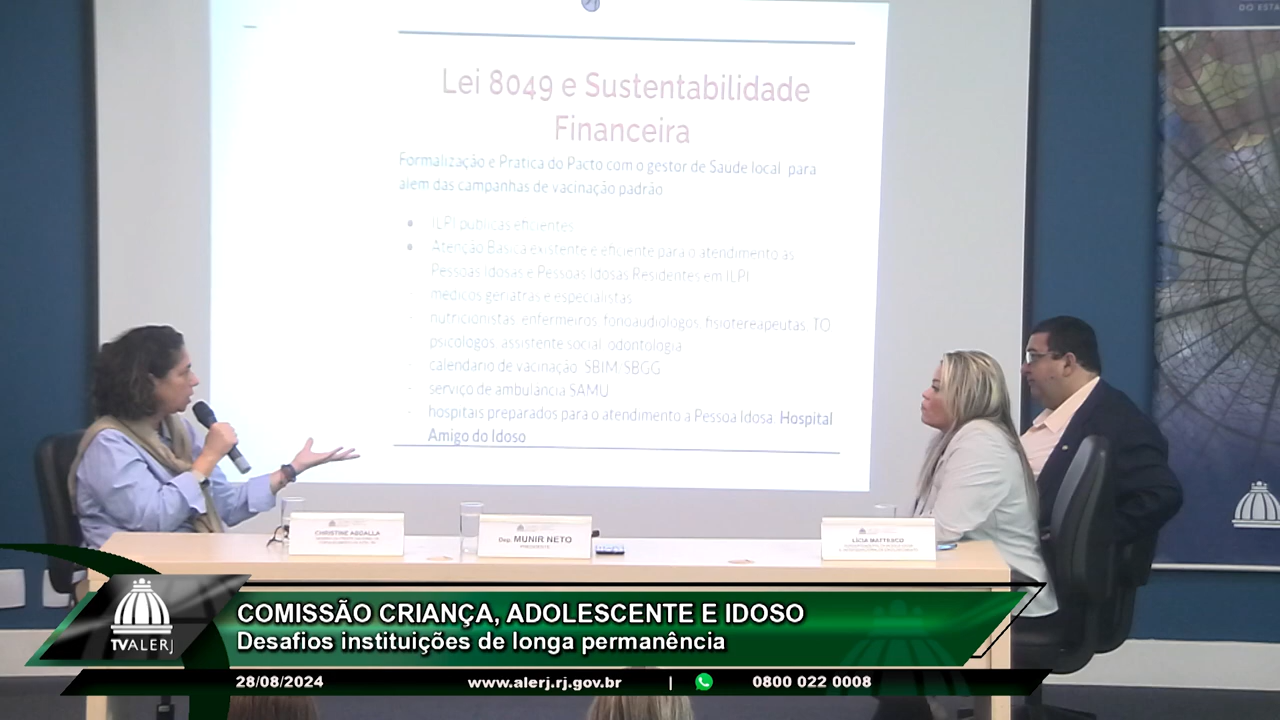 DO ESTA
Lei 8049 e Sustentabilidade
Financeira
Formalização e Pratica do Pacto com o gestor de Saude local para
alem das campanhas de vacinação padrão
ILPI publicas eficientes
Atenção Basica existente e eficiente para o atendimento as
Pessoas Idosas e Pessoas Idosas Residentes em ILPI
- medicos geriatras e especialistas
- nutricionistas, enfermeiros, fonoaudiologos, fisiotereapeutas, TO
psicologos, assistente social, odontologia
- calendario de vacinação SBIM, SBGG
- serviço de ambulancia SAMU
- hospitais preparados para o atendimento a Pessoa Idosa. Hospital
Amigo do Idoso
CHRISTINE ABDALLA
Dep. MUNIR NETO
PRESIDENTE
LÍCIA MATTESCO
COMISSÃO CRIANÇA, ADOLESCENTE E IDOSO
Desafios instituições de longa permanência
TVALERJ
28/08/2024 www.alerj.rj.gov.br | 0800 022 0008